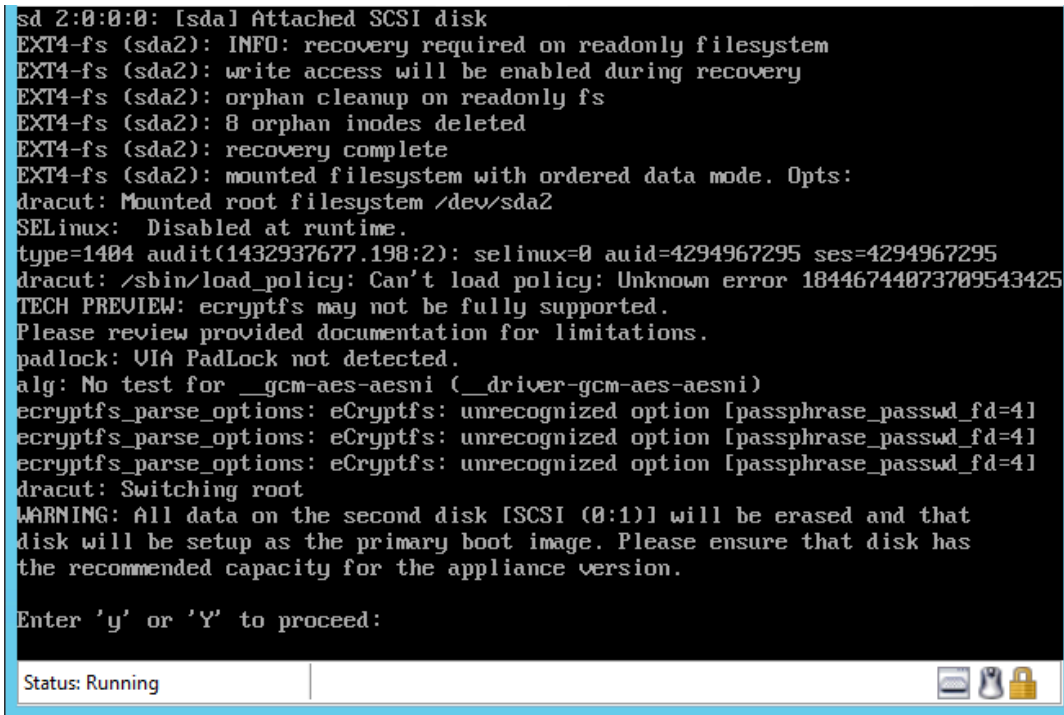 sd 2:0:0:0: [sda] Attached SCSI disk
EXT4-fs (sda2): INFO: recovery required on readonly filesystem
EXT4-fs (sda2): write access will be enabled during recovery
EXT4-fs (sda2): orphan cleanup on readonly fs
EXT4-fs (sda2): 8 orphan inodes deleted
EXT4-fs (sda2): recovery complete
EXT4-fs (sda2): mounted filesystem with ordered data mode. Opts:
dracut: Mounted root filesystem /dev/sda2
SELinux:  Disabled at runtime.
type=1404 audit(1432937677.198:2): selinux=0 auid=4294967295 ses=4294967295
dracut: /sbin/load_policy: Can't load policy: Unknown error 18446744073709543425
TECH PREVIEW: ecryptfs may not be fully supported.
Please review provided documentation for limitations.
padlock: VIA PadLock not detected.
alg: No test for __gcm-aes-aesni (__driver-gcm-aes-aesni)
ecryptfs_parse_options: eCryptfs: unrecognized option [passphrase_passwd_fd=4]
ecryptfs_parse_options: eCryptfs: unrecognized option [passphrase_passwd_fd=4]
ecryptfs_parse_options: eCryptfs: unrecognized option [passphrase_passwd_fd=4]
dracut: Switching root
WARNING: All data on the second disk [SCSI (0:1)] will be erased and that
disk will be setup as the primary boot image. Please ensure that disk has
the recommended capacity for the appliance version.
Enter 'y' or 'Y' to proceed:
Status: Running